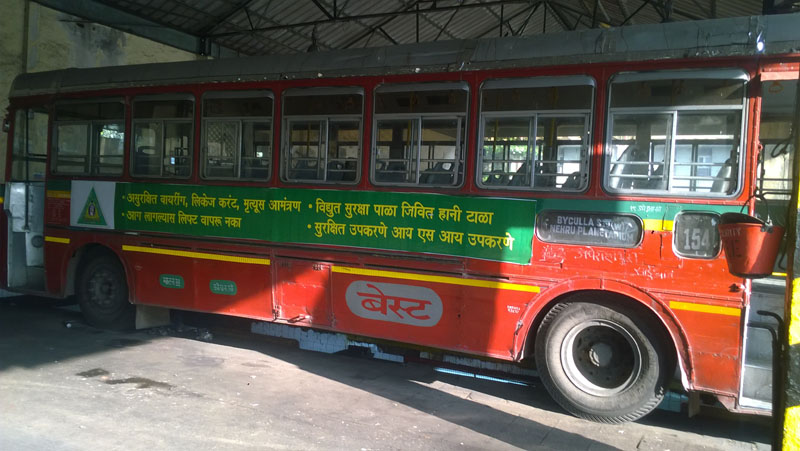 • असुरक्षित वायरींग, लिकेज करंट, मृत्यूस आमंत्रण
• आग लागल्यास लिफ्ट वापरू नका
• विद्युत सुरक्षा पाळा जिवित हानी टाळा
• सुरक्षित उपकरणे आय एस आय उपकरणे
BYCULLA
NEHRU PLANETARIUM
154
बेस्ट